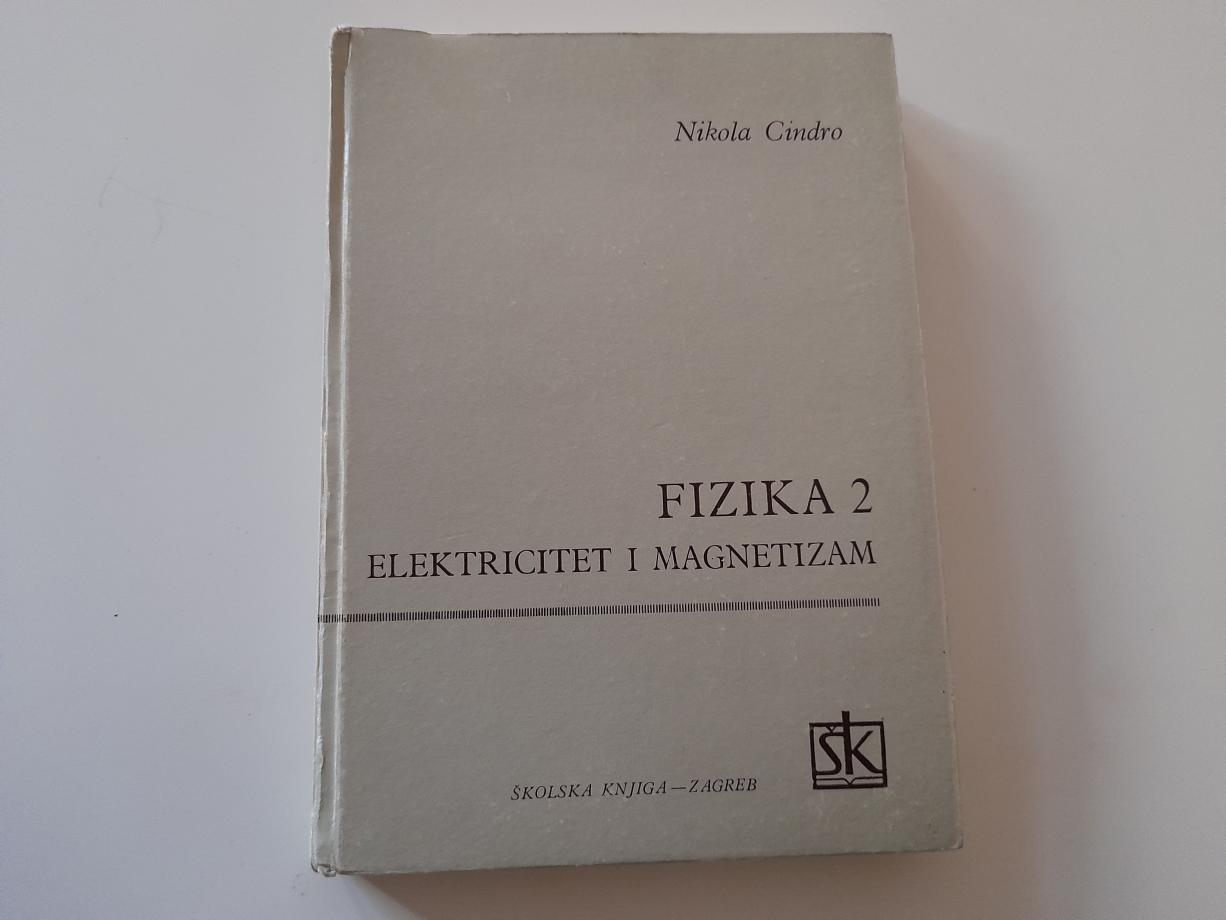 Nikola Cindro
FIZIKA 2
ELEKTRICITET I MAGNETIZAM
ŠKOLSKA KNJIGA—ZAGREB
ŠK